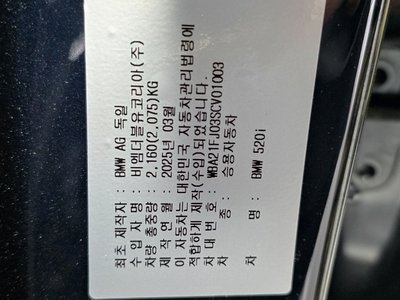 최초 제작자 : BMW AG 독일
수 입 자 명 : 비엠더블유코리아(주)
차량 총중량 : 2,160(2,075)KG
제 작 연 월 : 2025년 03월
이 자동차는 대한민국 자동차관리법령에
적합하게 제작(수입)되었음
차 대 번 호 : WBA21FJ03SCV01003
차 종 : 승용자동차
차 명 : BMW 520i